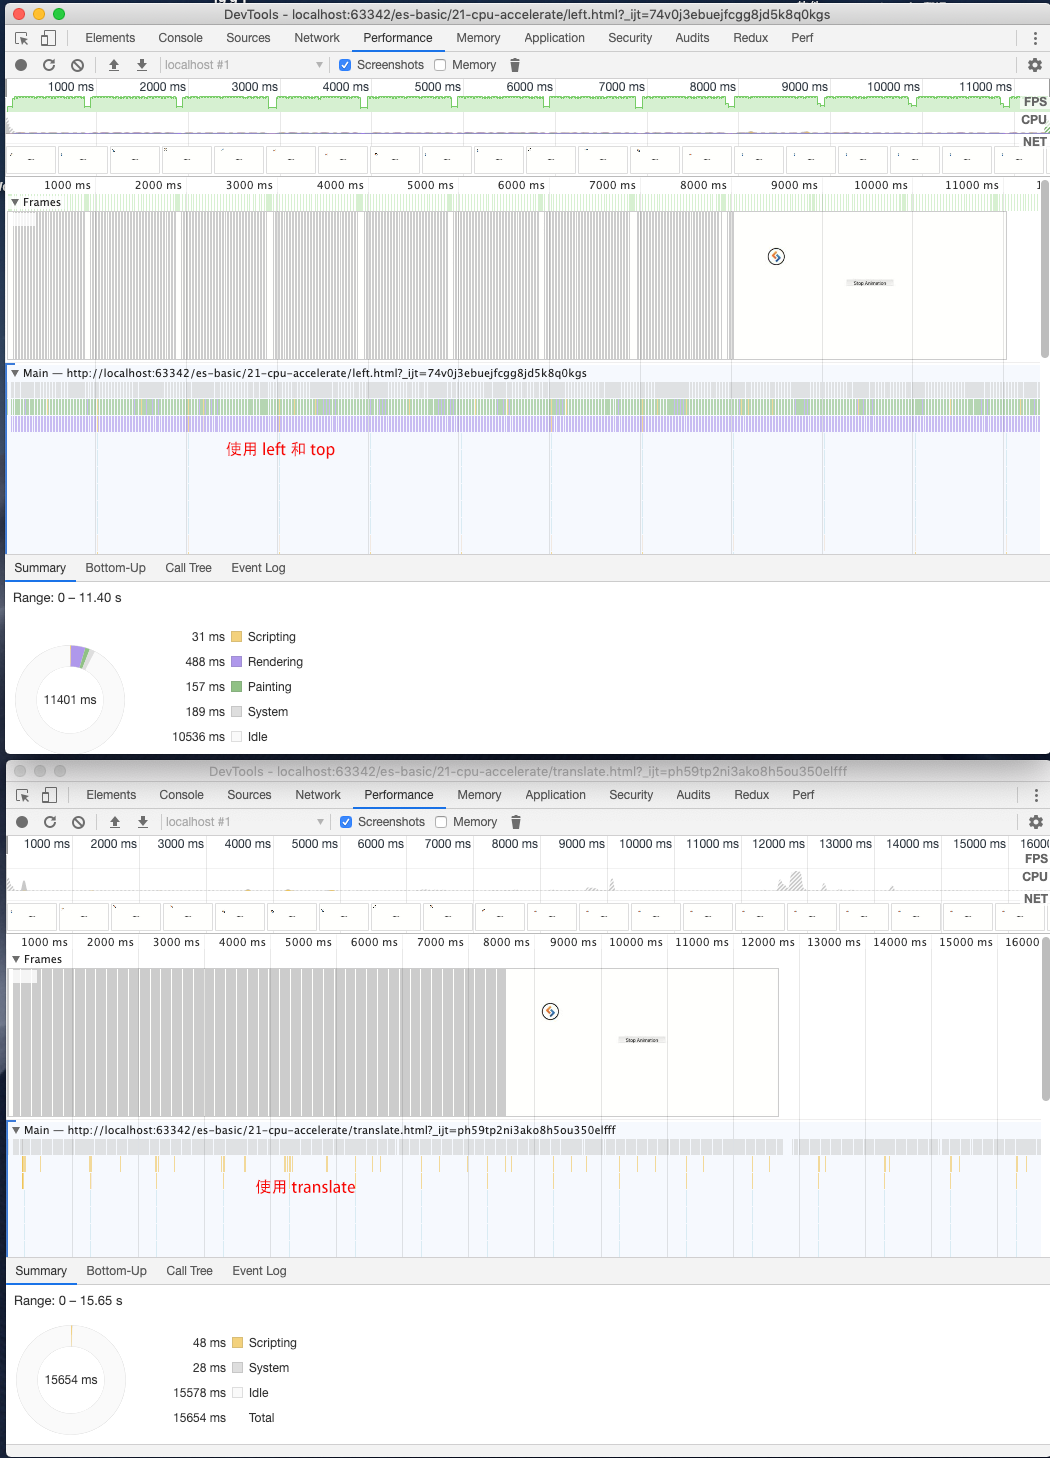 DevTools - localhost:63342/es-basic/21-cpu-accelerate/left.html?_ijt=74v0j3ebuejfcgg8jd5k8q0kgs
Elements Console Sources Network Performance Memory Application Security Audits Redux Perf
localhost #1 Screenshots Memory
1000 ms 2000 ms 3000 ms 4000 ms 5000 ms 6000 ms 7000 ms 8000 ms 9000 ms 10000 ms 11000 ms
FPS
CPU
NET
1000 ms 2000 ms 3000 ms 4000 ms 5000 ms 6000 ms 7000 ms 8000 ms 9000 ms 10000 ms 11000 ms
Frames
Stop Animation
Main — http://localhost:63342/es-basic/21-cpu-accelerate/left.html?_ijt=74v0j3ebuejfcgg8jd5k8q0kgs
使用 left 和 top
Summary Bottom-Up Call Tree Event Log
Range: 0 – 11.40 s
31 ms Scripting
488 ms Rendering
157 ms Painting
189 ms System
10536 ms Idle
11401 ms
DevTools - localhost:63342/es-basic/21-cpu-accelerate/translate.html?_ijt=ph59tp2ni3ako8h5ou350elfff
Elements Console Sources Network Performance Memory Application Security Audits Redux Perf
localhost #1 Screenshots Memory
1000 ms 2000 ms 3000 ms 4000 ms 5000 ms 6000 ms 7000 ms 8000 ms 9000 ms 10000 ms 11000 ms 12000 ms 13000 ms 14000 ms 15000 ms 16000
FPS
CPU
NET
1000 ms 2000 ms 3000 ms 4000 ms 5000 ms 6000 ms 7000 ms 8000 ms 9000 ms 10000 ms 11000 ms 12000 ms 13000 ms 14000 ms 15000 ms 16000
Frames
Stop Animation
Main — http://localhost:63342/es-basic/21-cpu-accelerate/translate.html?_ijt=ph59tp2ni3ako8h5ou350elfff
使用 translate
Summary Bottom-Up Call Tree Event Log
Range: 0 – 15.65 s
48 ms Scripting
28 ms System
15578 ms Idle
15654 ms Total
15654 ms